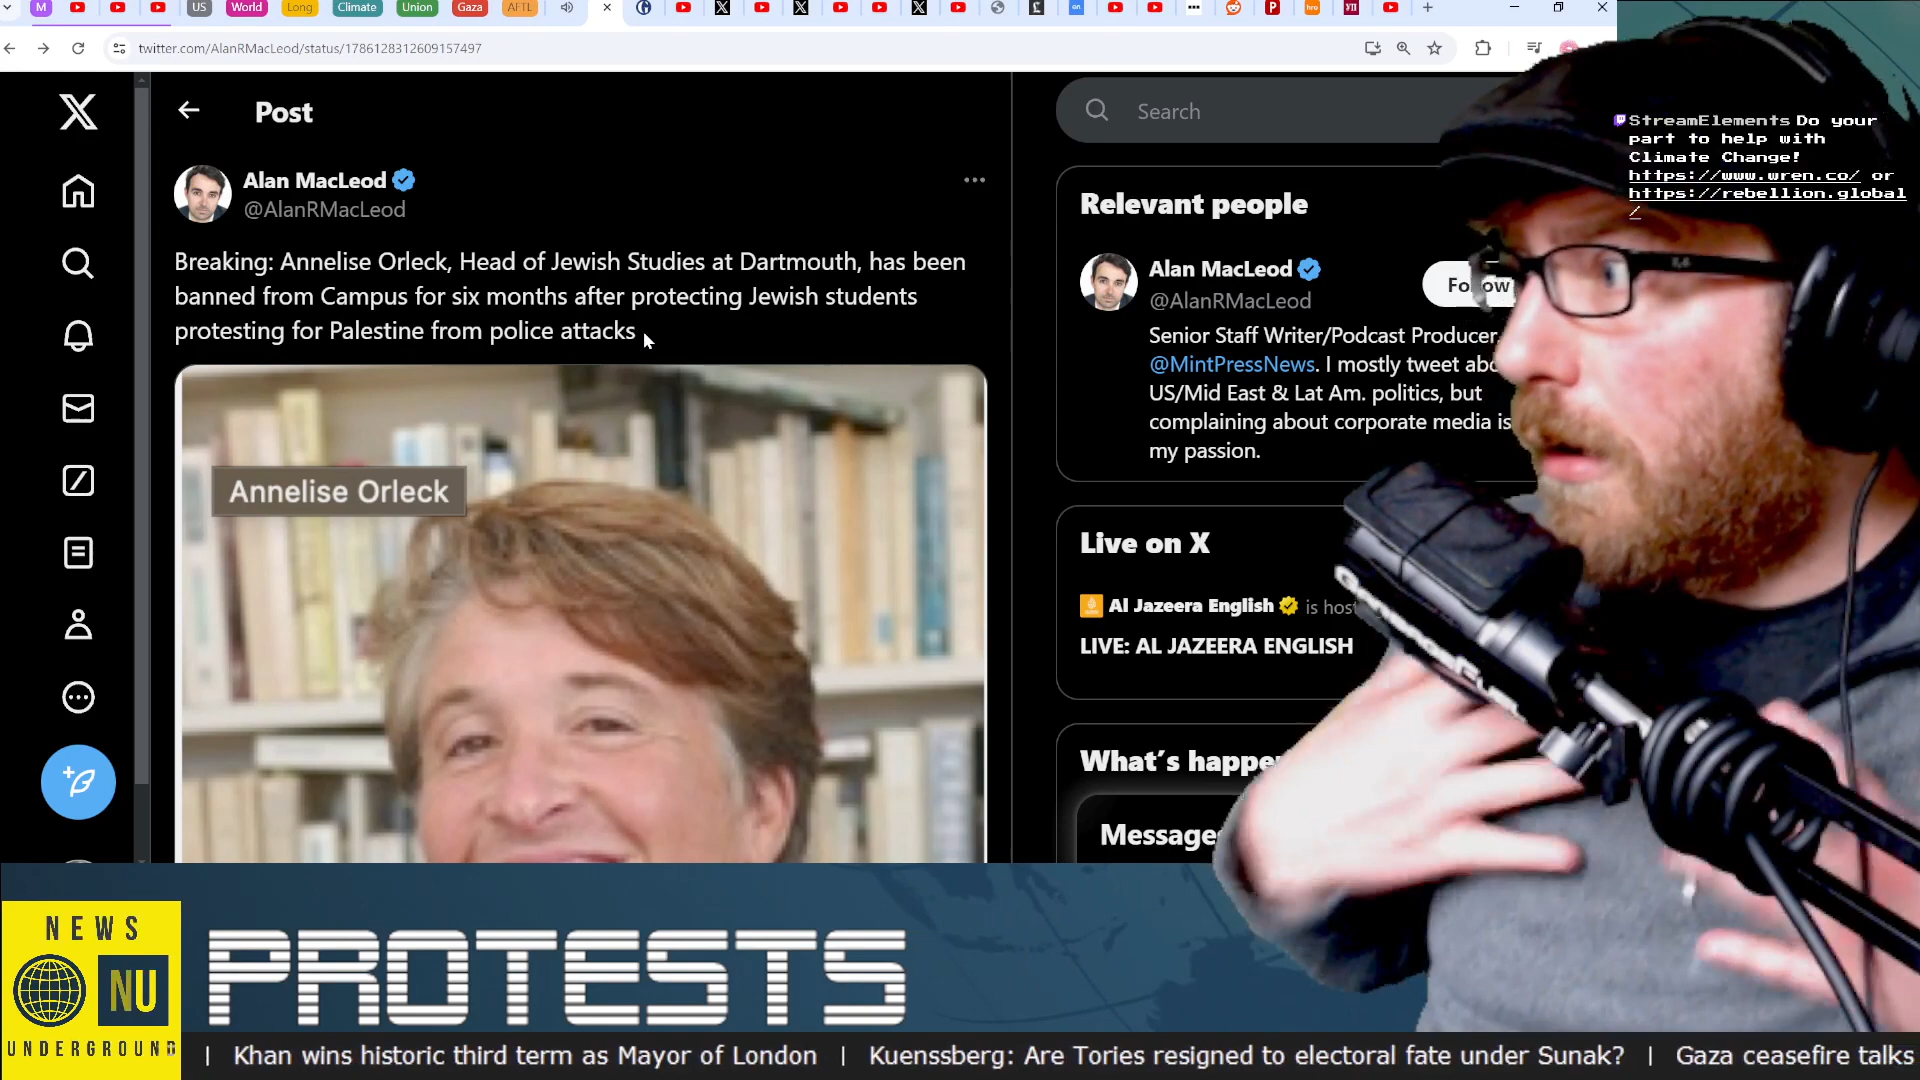 US
World
Long
Climate
Union
Gaza
AFTL
twitter.com/AlanRMacLeod/status/1786128312609157497
Post
Search
Alan MacLeod
@AlanRMacLeod
Breaking: Annelise Orleck, Head of Jewish Studies at Dartmouth, has been
banned from Campus for six months after protecting Jewish students
protesting for Palestine from police attacks
Annelise Orleck
Relevant people
Alan MacLeod
@AlanRMacLeod
Follow
Senior Staff Writer/Podcast Producer
@MintPressNews. I mostly tweet abo
US/Mid East & Lat Am. politics, but
complaining about corporate media is
my passion.
Live on X
Al Jazeera English is host
LIVE: AL JAZEERA ENGLISH
What's happe
Message
StreamElements Do your
part to help with
Climate Change!
https://www.wren.co/ or
https://rebellion.global
/
NEWS
NU
UNDERGROUND
PROTESTS
| Khan wins historic third term as Mayor of London | Kuenssberg: Are Tories resigned to electoral fate under Sunak? | Gaza ceasefire talks